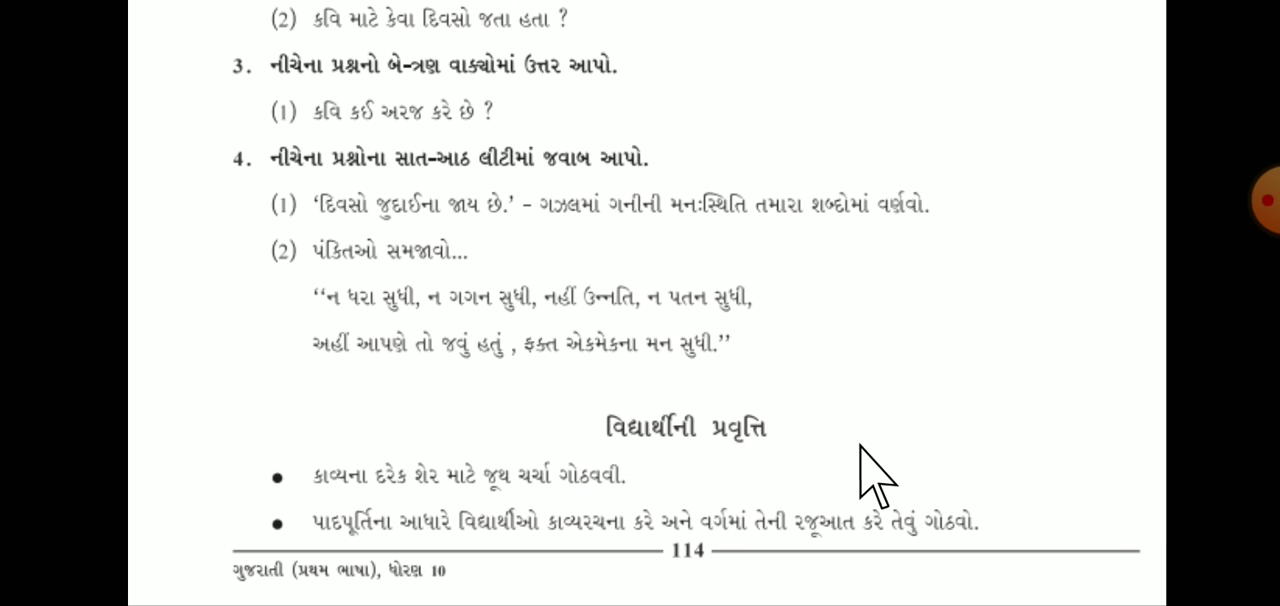 (2) કવિ માટે કેવા દિવસો જતા હતા ?
3. નીચેના પ્રશ્નનો બે-ત્રણ વાક્યોમાં ઉત્તર આપો.
(1) કવિ કઈ અરજ કરે છે ?
4. નીચેના પ્રશ્નોના સાત-આઠ લીટીમાં જવાબ આપો.
(1) ‘દિવસો જુદાઈના જાય છે.’ - ગઝલમાં ગનીની મનઃસ્થિતિ તમારા શબ્દોમાં વર્ણવો.
(2) પંક્તિઓ સમજાવો...
‘‘ન ધરા સુધી, ન ગગન સુધી, નહીં ઉન્નતિ, ન પતન સુધી,
અહીં આપણે તો જવું હતું , ફક્ત એકમેકના મન સુધી.’’
વિદ્યાર્થીની પ્રવૃત્તિ
● કાવ્યના દરેક શેર માટે જૂથ ચર્ચા ગોઠવવી.
● પાદપૂર્તિના આધારે વિદ્યાર્થીઓ કાવ્યરચના કરે અને વર્ગમાં તેની રજૂઆત કરે તેવું ગોઠવો.
114
ગુજરાતી (પ્રથમ ભાષા), ધોરણ 10